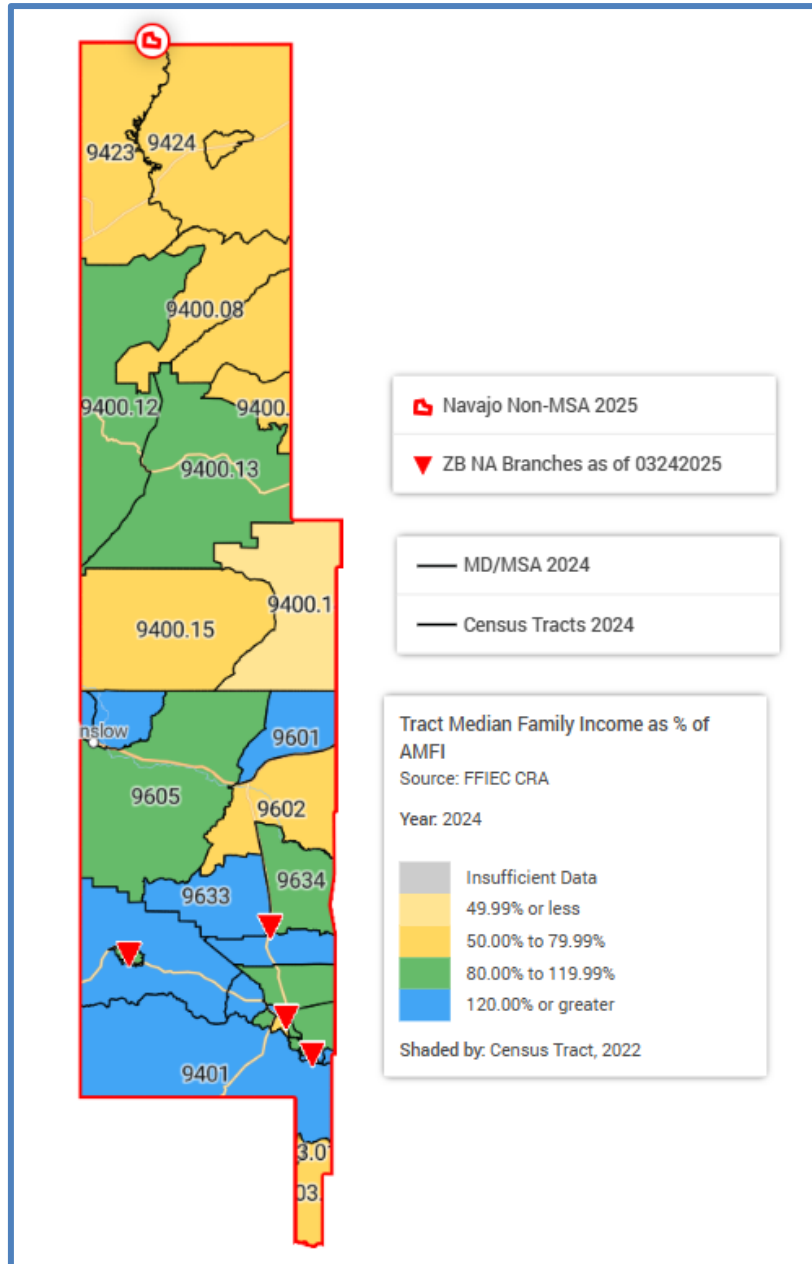 9423
9424
9400.08
9400.12
9400.
9400.13
9400.1
9400.15
nslow
9601
9605
9602
9633
9634
9401
3.0
03.
Navajo Non-MSA 2025
ZB NA Branches as of 03242025
MD/MSA 2024
Census Tracts 2024
Tract Median Family Income as % of
AMFI
Source: FFIEC CRA
Year: 2024
Insufficient Data
49.99% or less
50.00% to 79.99%
80.00% to 119.99%
120.00% or greater
Shaded by: Census Tract, 2022